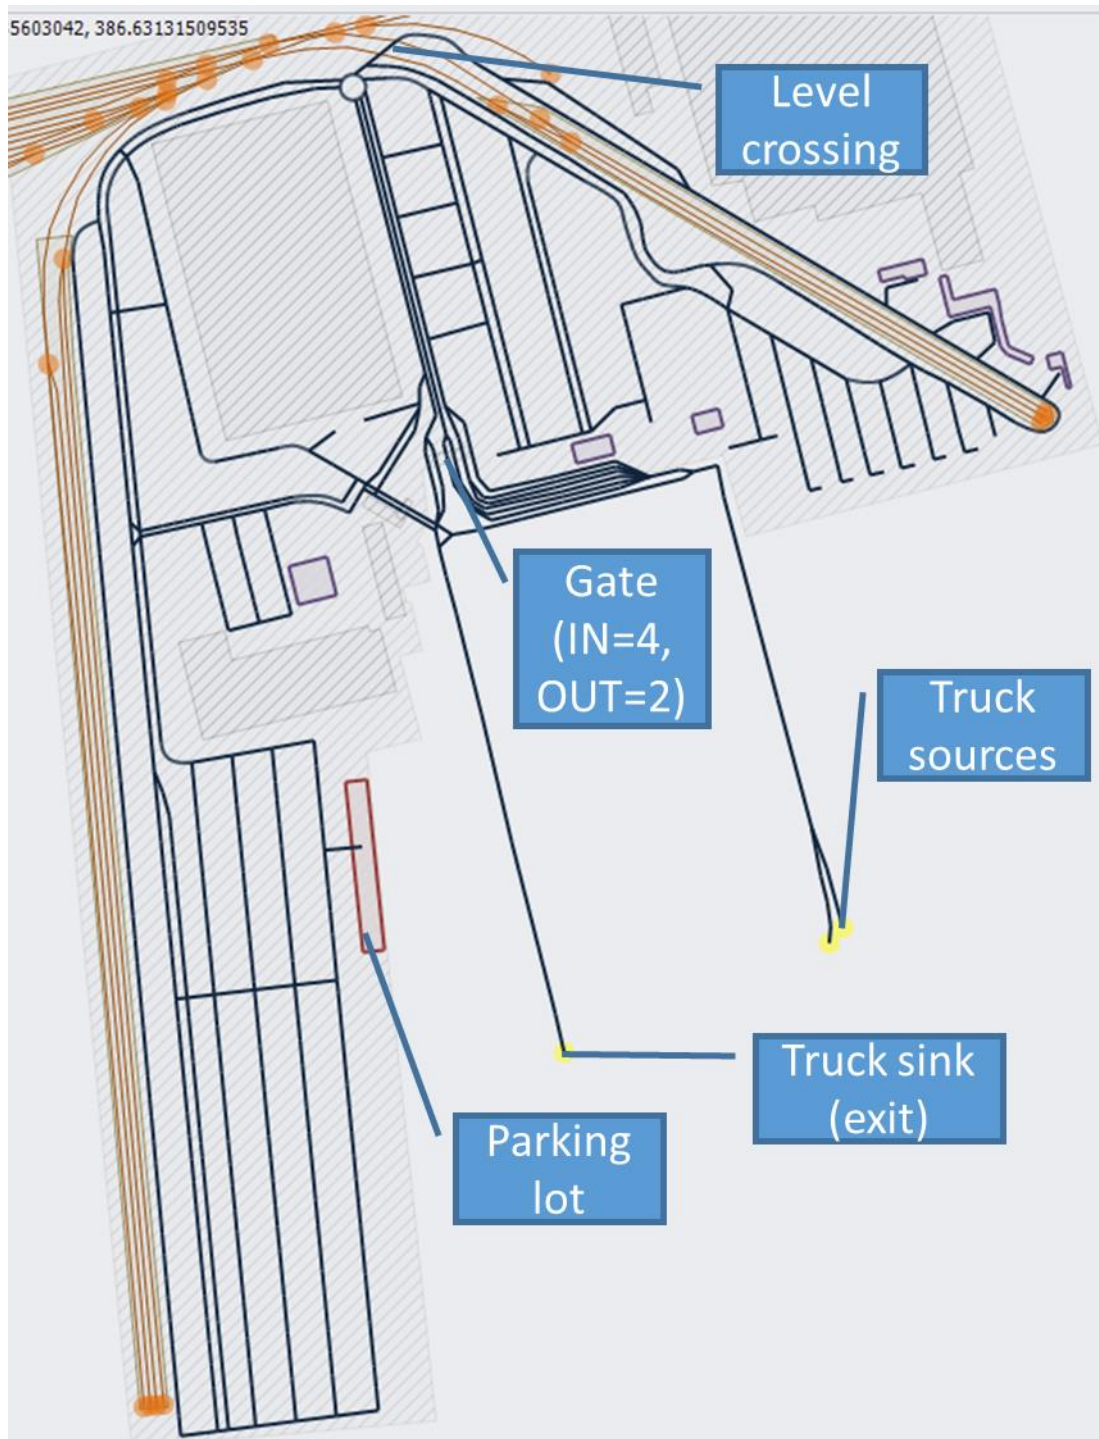 5603042, 386.63131509535
Level
crossing
Gate
(IN=4,
OUT=2)
Truck
sources
Truck sink
(exit)
Parking
lot